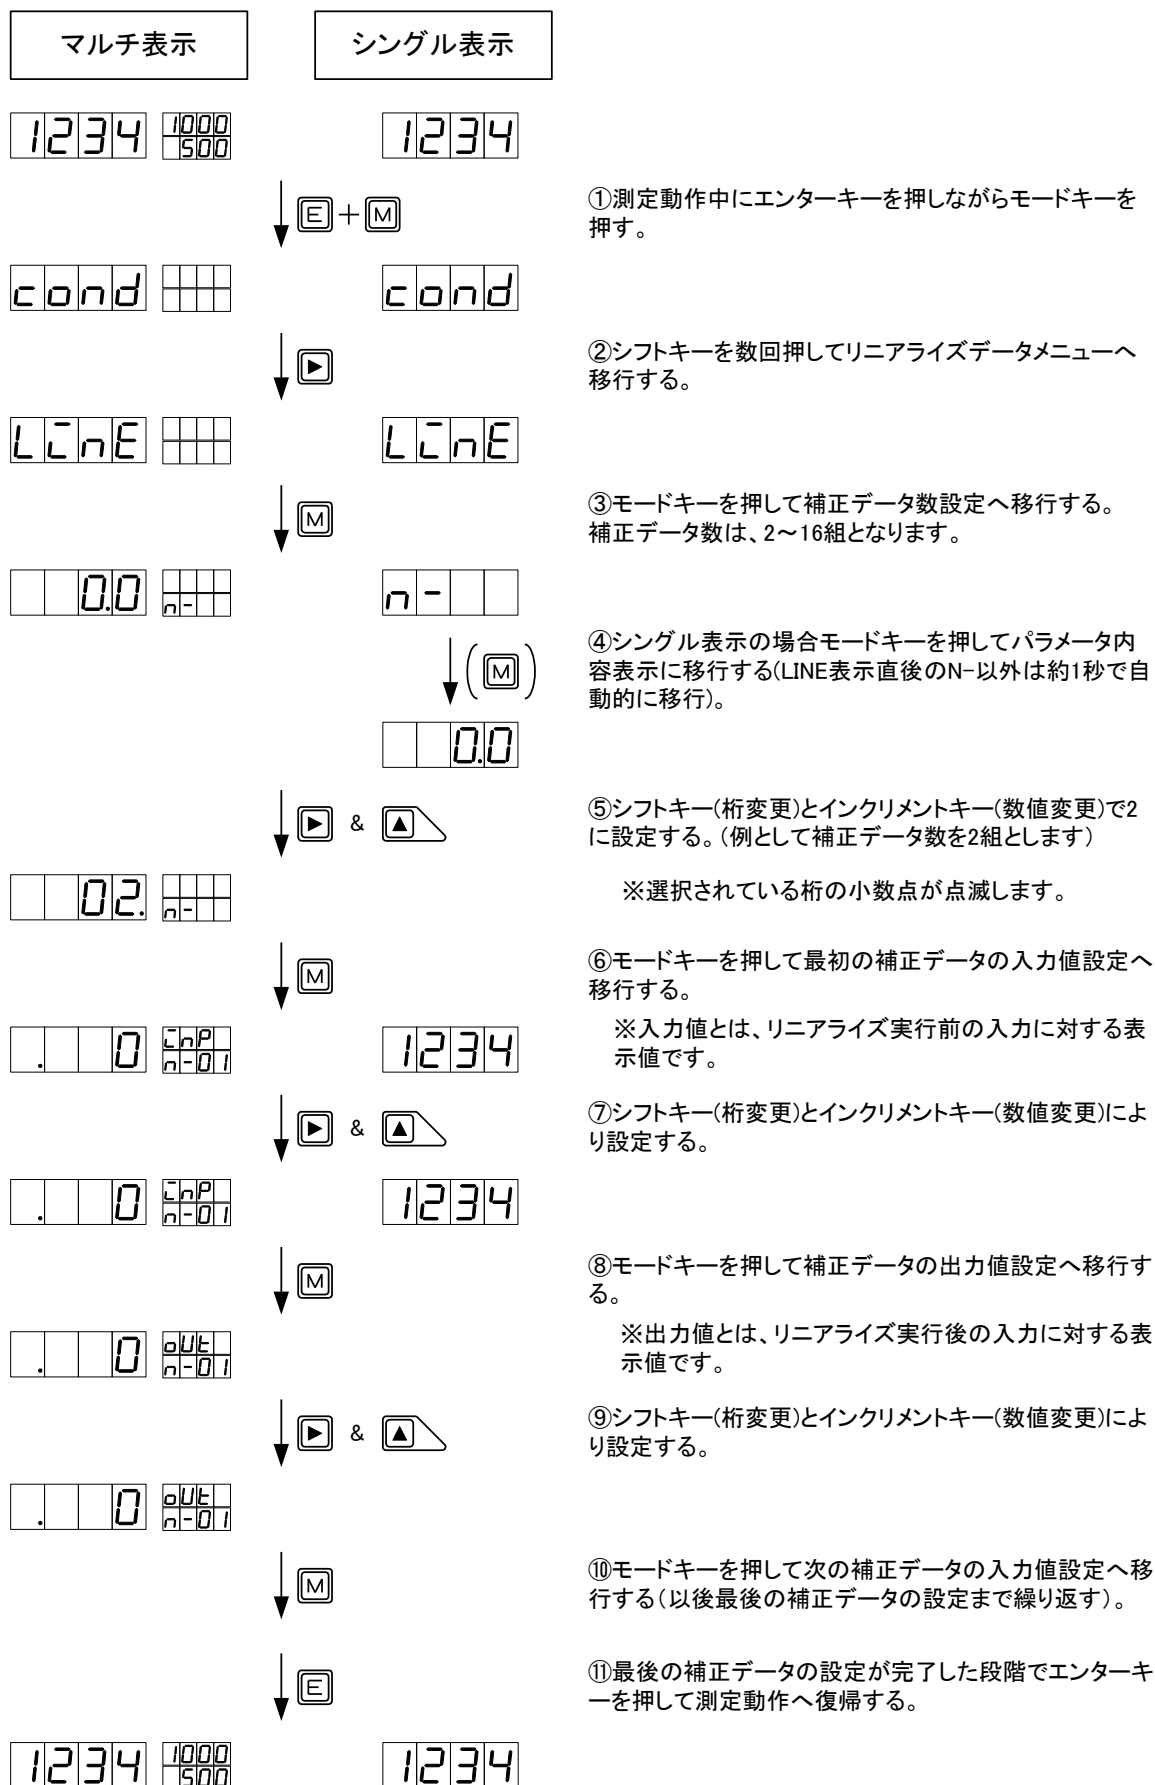 マルチ表示 シングル表示
1234 1000 1234
500
E+M ①測定動作中にエンターキーを押しながらモードキーを
押す。
cond cond
②シフトキーを数回押してリニアライズデータメニューへ
移行する。
LinE LinE
M ③モードキーを押して補正データ数設定へ移行する。
補正データ数は、2～16組となります。
0.0 n- n-
④シングル表示の場合モードキーを押してパラメータ内
(M) 容表示に移行する(LINE表示直後のN-以外は約1秒で自
動的に移行)。
0.0
& ⑤シフトキー(桁変更)とインクリメントキー(数値変更)で2
に設定する。(例として補正データ数を2組とします)
02. n- ※選択されている桁の小数点が点滅します。
M ⑥モードキーを押して最初の補正データの入力値設定へ
移行する。
. 0 inP 1234 ※入力値とは、リニアライズ実行前の入力に対する表
n-01 示値です。
& ⑦シフトキー(桁変更)とインクリメントキー(数値変更)によ
り設定する。
. 0 inP 1234
n-01
M ⑧モードキーを押して補正データの出力値設定へ移行す
る。
. 0 oUt ※出力値とは、リニアライズ実行後の入力に対する表
n-01 示値です。
& ⑨シフトキー(桁変更)とインクリメントキー(数値変更)によ
り設定する。
. 0 oUt
n-01
M ⑩モードキーを押して次の補正データの入力値設定へ移
行する(以後最後の補正データの設定まで繰り返す)。
E ⑪最後の補正データの設定が完了した段階でエンターキ
ーを押して測定動作へ復帰する。
1234 1000 1234
500